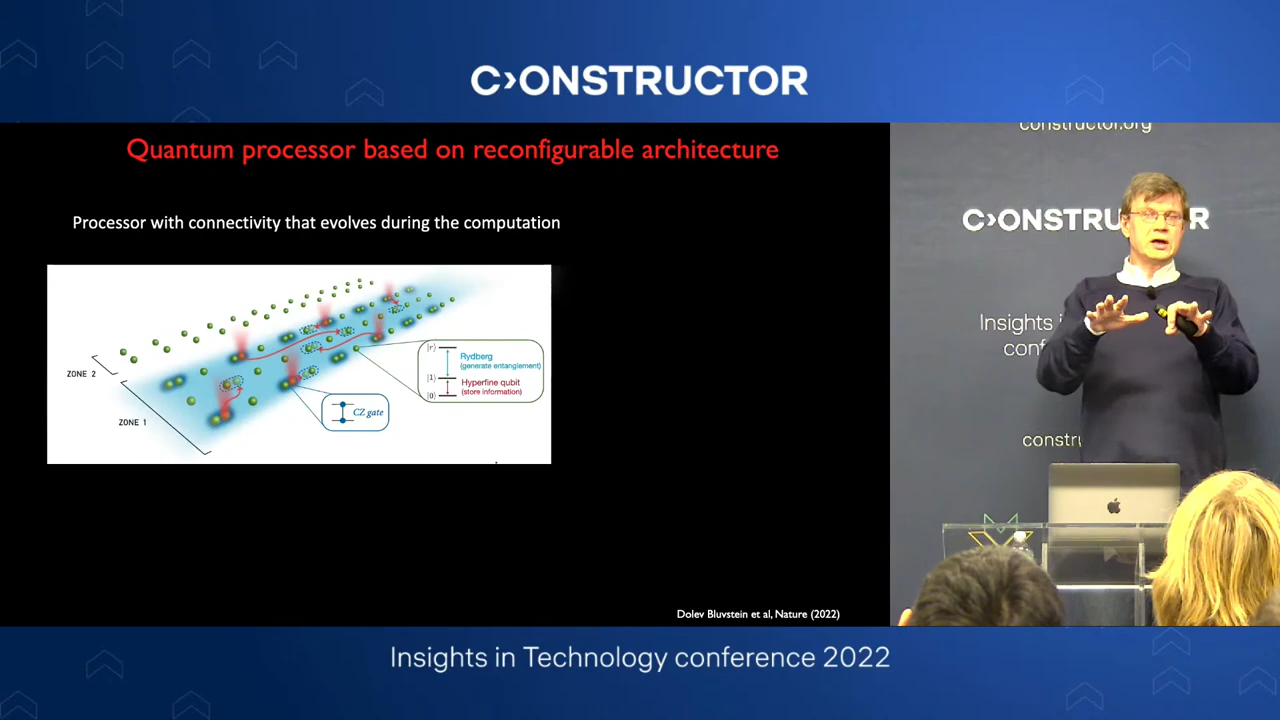 C›ONSTRUCTOR
Quantum processor based on reconfigurable architecture
Processor with connectivity that evolves during the computation
ZONE 2
ZONE 1
|r⟩
|1⟩
|0⟩
Rydberg
(generate entanglement)
Hyperfine qubit
(store information)
CZ gate
Dolev Bluvstein et al, Nature (2022)
constructor.org
C›ONSTRU R
Insights i
conf
constru
Insights in Technology conference 2022